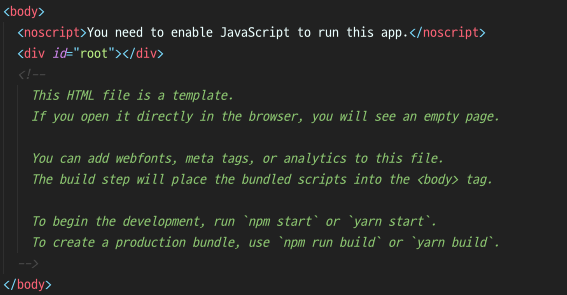 <body>
<noscript>You need to enable JavaScript to run this app.</noscript>
<div id="root"></div>
<!--
This HTML file is a template.
If you open it directly in the browser, you will see an empty page.
You can add webfonts, meta tags, or analytics to this file.
The build step will place the bundled scripts into the <body> tag.
To begin the development, run `npm start` or `yarn start`.
To create a production bundle, use `npm run build` or `yarn build`.
-->
</body>